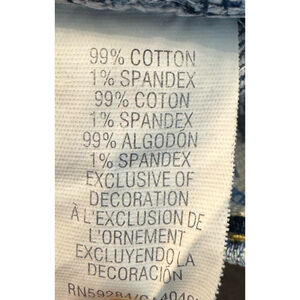 99% COTTON
1% SPANDEX
99% COTON
1% SPANDEX
99% ALGODÓN
1% SPANDEX
EXCLUSIVE OF
DECORATION
À L'EXCLUSION DE
L'ORNEMENT
EXCLUYENDO LA
DECORACIÓN